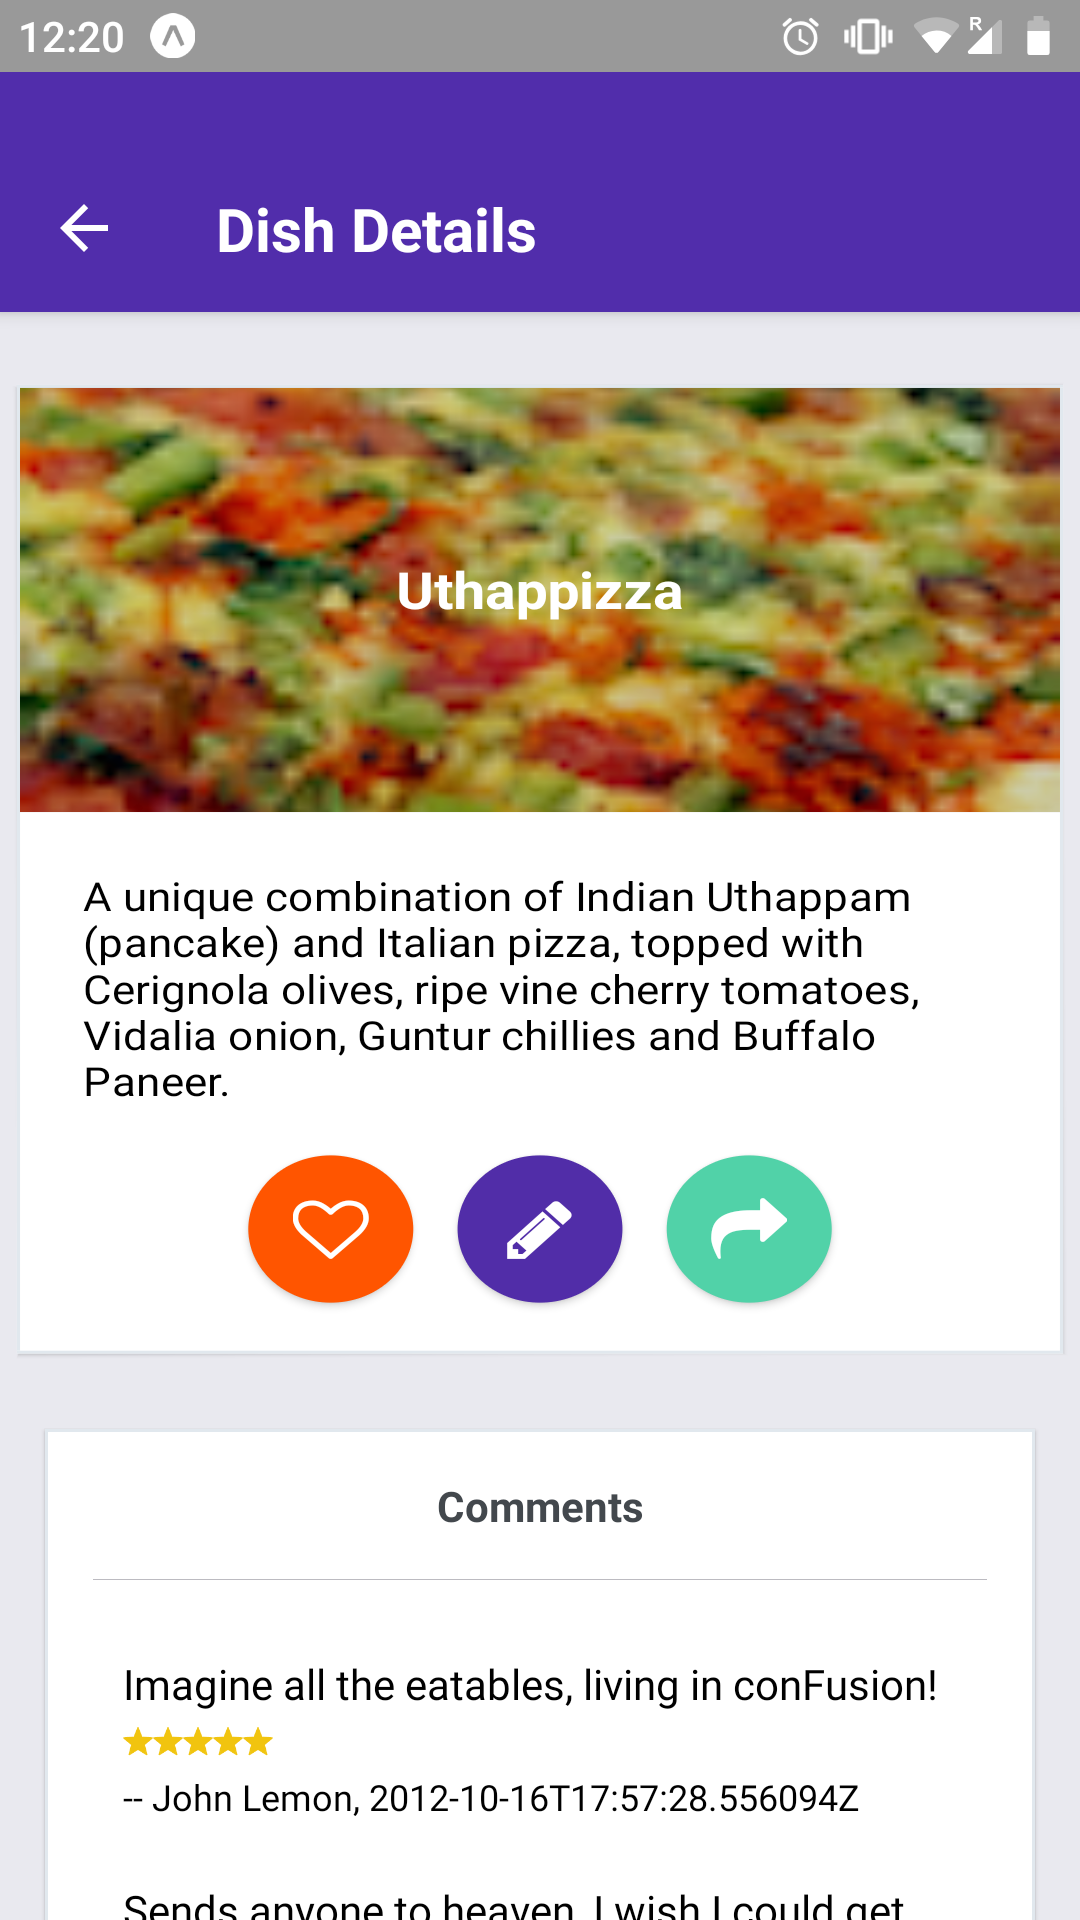 12:20
R
Dish Details
Uthappizza
A unique combination of Indian Uthappam
(pancake) and Italian pizza, topped with
Cerignola olives, ripe vine cherry tomatoes,
Vidalia onion, Guntur chillies and Buffalo
Paneer.
Comments
Imagine all the eatables, living in conFusion!
-- John Lemon, 2012-10-16T17:57:28.556094Z
Sends anyone to heaven, I wish I could get